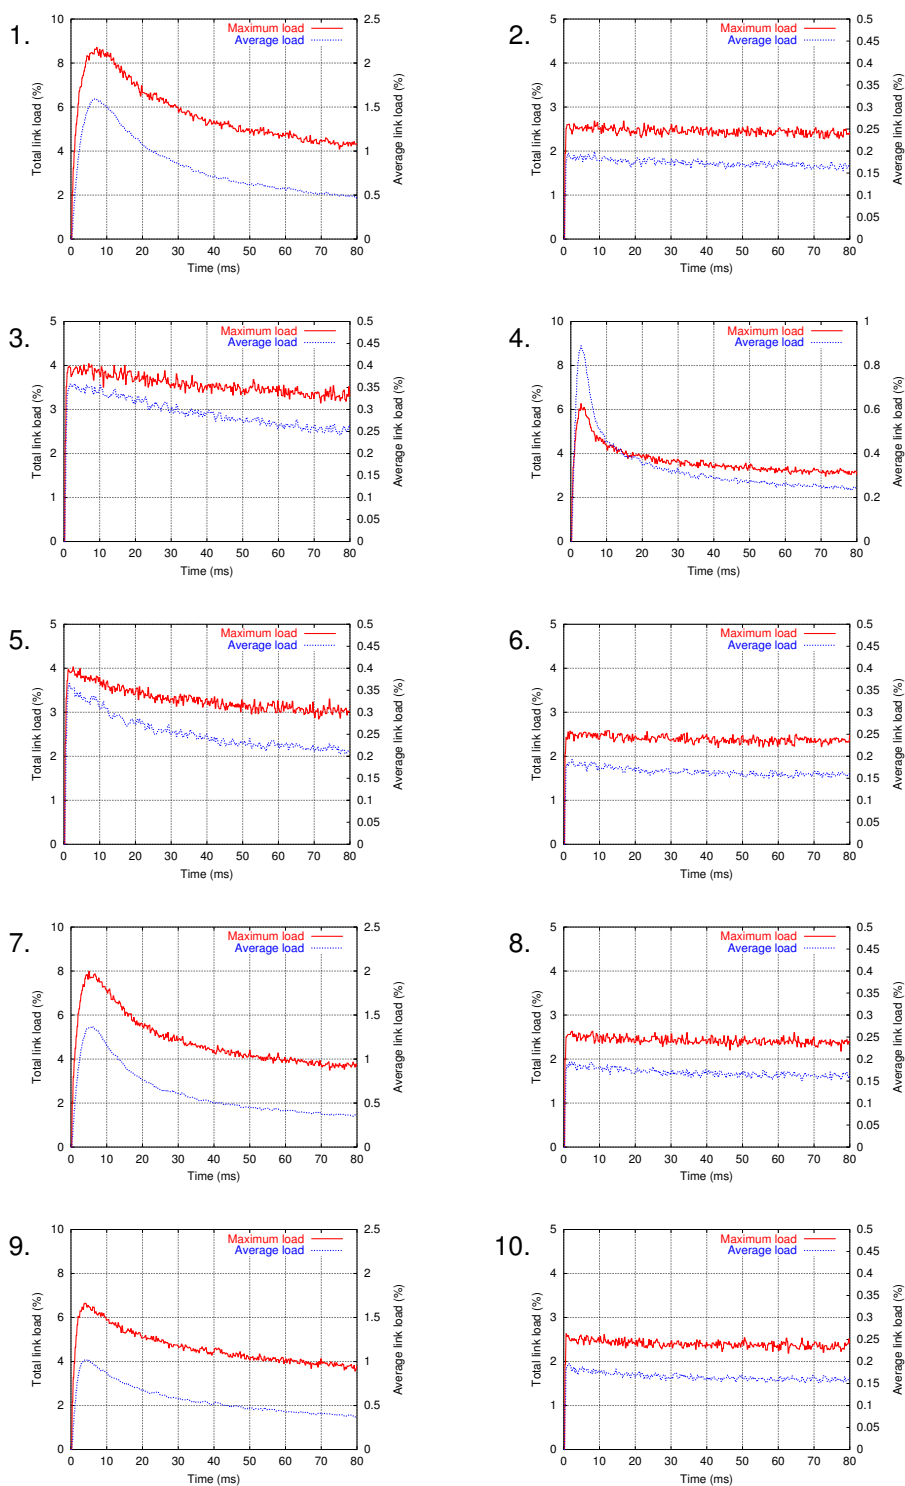 1.
Maximum load
Average load
Total link load (%)
Average link load (%)
0 2 4 6 8 10
0 0.5 1 1.5 2 2.5
0 10 20 30 40 50 60 70 80
Time (ms)
2.
Maximum load
Average load
Total link load (%)
Average link load (%)
0 1 2 3 4 5
0 0.05 0.1 0.15 0.2 0.25 0.3 0.35 0.4 0.45 0.5
0 10 20 30 40 50 60 70 80
Time (ms)
3.
Maximum load
Average load
Total link load (%)
Average link load (%)
0 1 2 3 4 5
0 0.05 0.1 0.15 0.2 0.25 0.3 0.35 0.4 0.45 0.5
0 10 20 30 40 50 60 70 80
Time (ms)
4.
Maximum load
Average load
Total link load (%)
Average link load (%)
0 2 4 6 8 10
0 0.2 0.4 0.6 0.8 1
0 10 20 30 40 50 60 70 80
Time (ms)
5.
Maximum load
Average load
Total link load (%)
Average link load (%)
0 1 2 3 4 5
0 0.05 0.1 0.15 0.2 0.25 0.3 0.35 0.4 0.45 0.5
0 10 20 30 40 50 60 70 80
Time (ms)
6.
Maximum load
Average load
Total link load (%)
Average link load (%)
0 1 2 3 4 5
0 0.05 0.1 0.15 0.2 0.25 0.3 0.35 0.4 0.45 0.5
0 10 20 30 40 50 60 70 80
Time (ms)
7.
Maximum load
Average load
Total link load (%)
Average link load (%)
0 2 4 6 8 10
0 0.5 1 1.5 2 2.5
0 10 20 30 40 50 60 70 80
Time (ms)
8.
Maximum load
Average load
Total link load (%)
Average link load (%)
0 1 2 3 4 5
0 0.05 0.1 0.15 0.2 0.25 0.3 0.35 0.4 0.45 0.5
0 10 20 30 40 50 60 70 80
Time (ms)
9.
Maximum load
Average load
Total link load (%)
Average link load (%)
0 2 4 6 8 10
0 0.5 1 1.5 2 2.5
0 10 20 30 40 50 60 70 80
Time (ms)
10.
Maximum load
Average load
Total link load (%)
Average link load (%)
0 1 2 3 4 5
0 0.05 0.1 0.15 0.2 0.25 0.3 0.35 0.4 0.45 0.5
0 10 20 30 40 50 60 70 80
Time (ms)